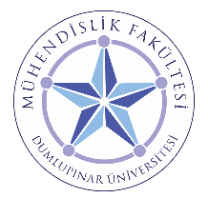 MÜHENDİSLİK FAKÜLTESİ
DUMLUPINAR ÜNİVERSİTESİ